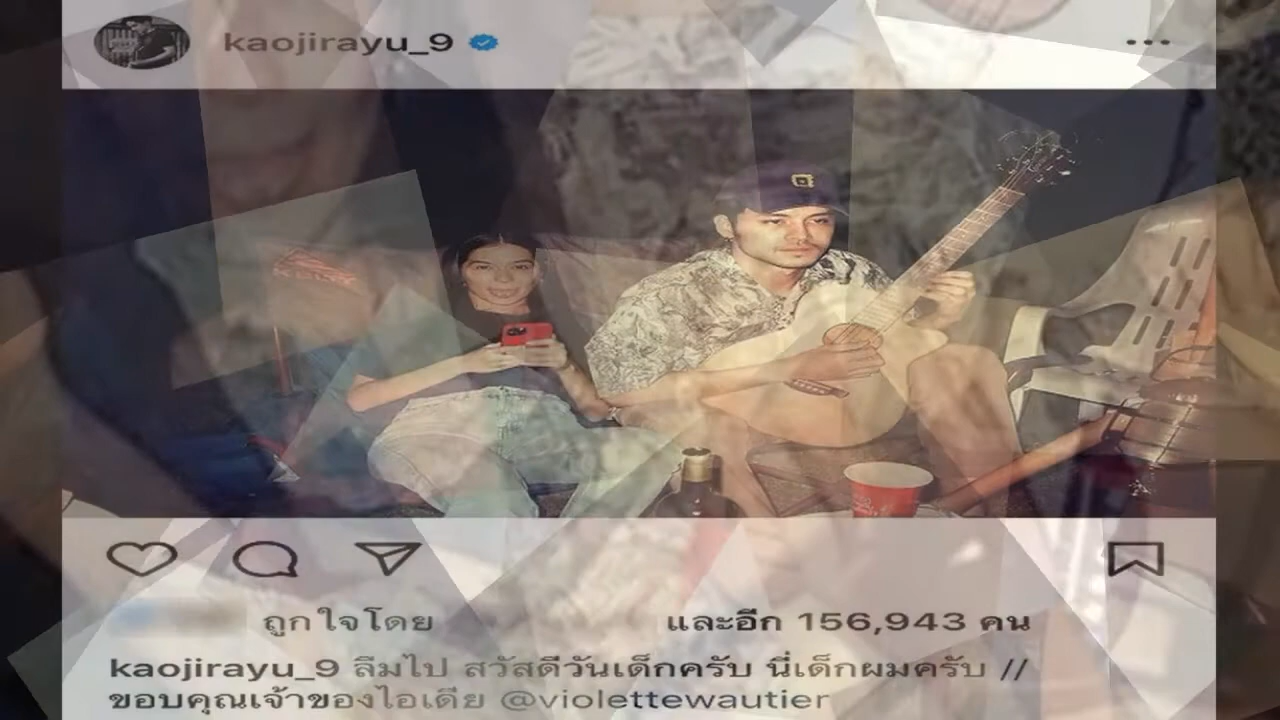 kaojirayu_9
ถูกใจโดย และอีก 156,943 คน
kaojirayu_9 ลืมไป สวัสดีวันเด็กครับ นี่เด็กผมครับ //
ขอบคุณเจ้าของไอเดีย @violettewautier